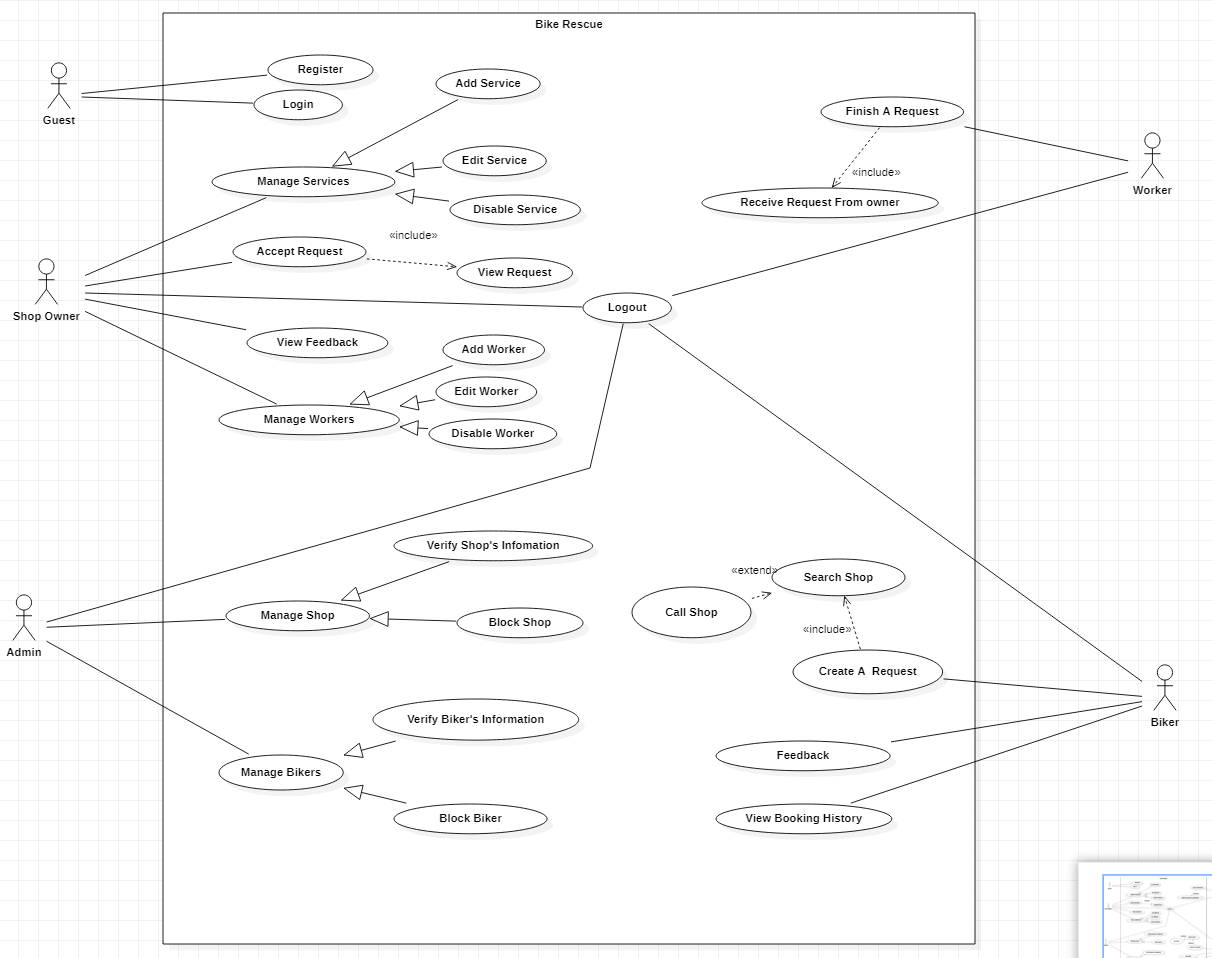 Bike Rescue
Register
Add Service
Login
Guest
Finish A Request
Edit Service
«include»
Manage Services
Worker
Receive Request From owner
Disable Service
«include»
Accept Request
View Request
Logout
Shop Owner
View Feedback
Add Worker
Edit Worker
Manage Workers
Disable Worker
Verify Shop's Infomation
«extend»
Search Shop
Call Shop
Manage Shop
Block Shop
«include»
Admin
Create A  Request
Verify Biker's Information
Biker
Feedback
Manage Bikers
Block Biker
View Booking History